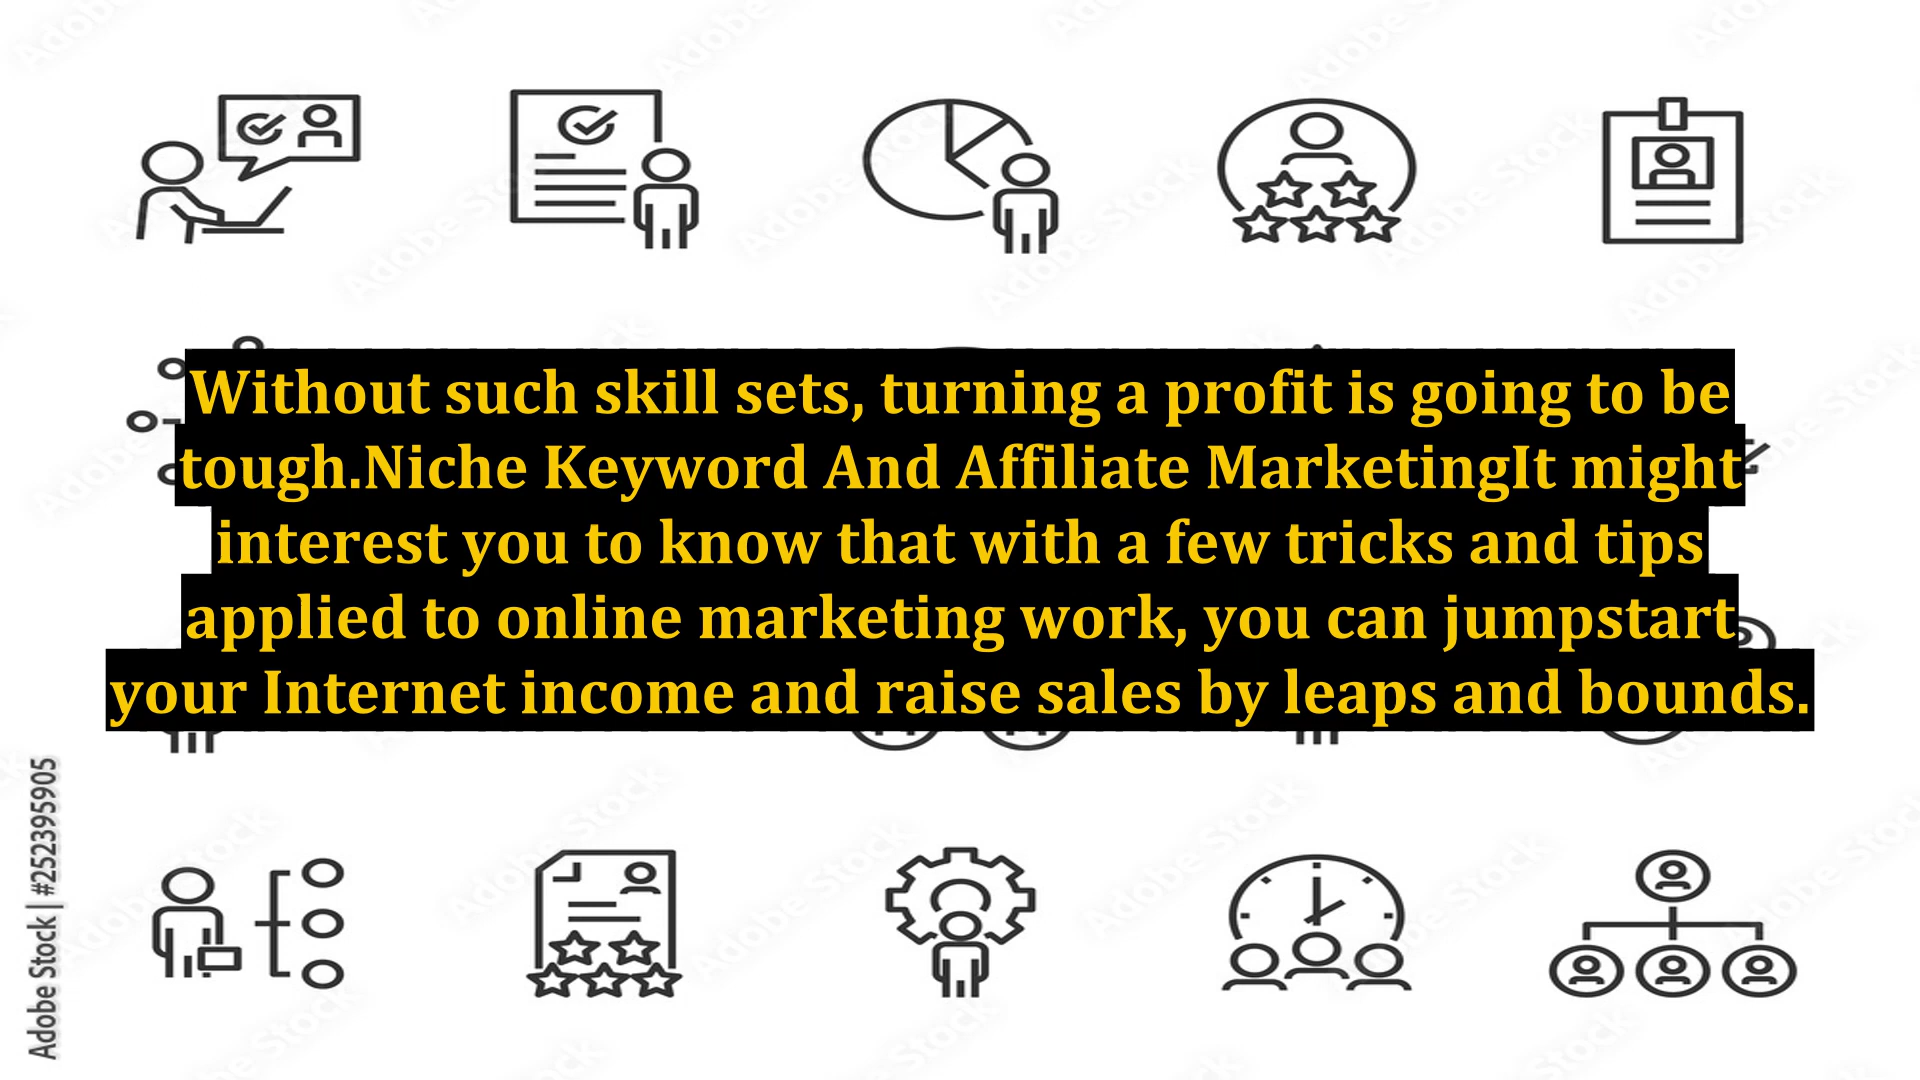 Without such skill sets, turning a profit is going to be
tough.Niche Keyword And Affiliate MarketingIt might
interest you to know that with a few tricks and tips
applied to online marketing work, you can jumpstart
your Internet income and raise sales by leaps and bounds.
Adobe Stock | #252395905
Adobe Stock